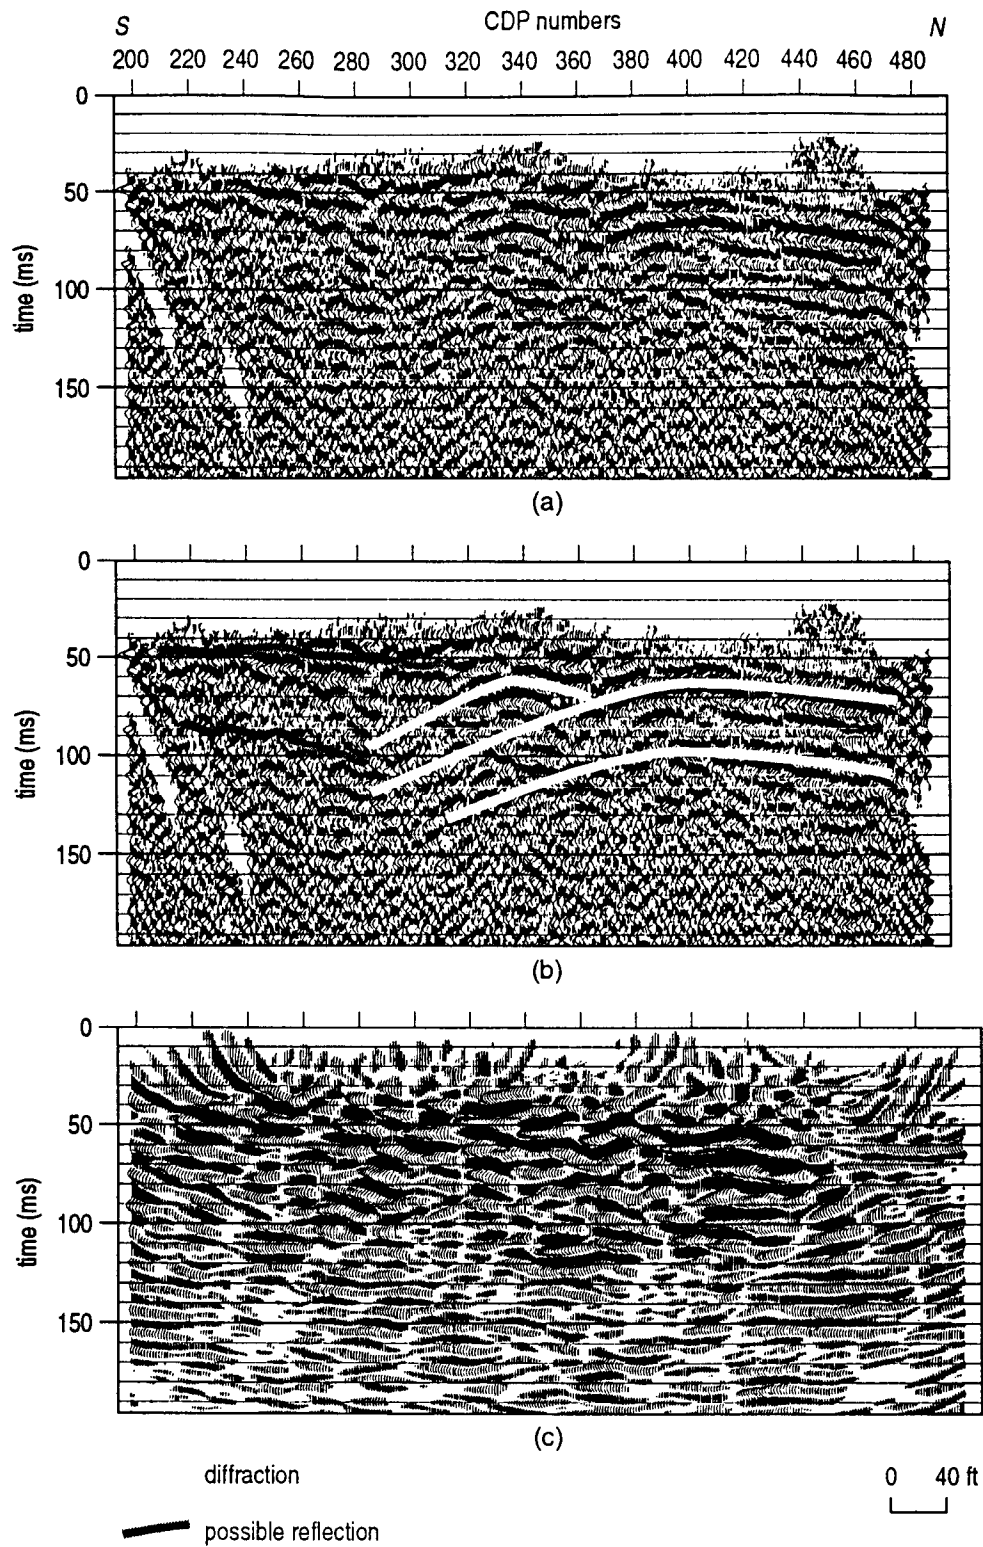 S CDP numbers N
200 220 240 260 280 300 320 340 360 380 400 420 440 460 480
time (ms)
0
50
100
150
(a)
time (ms)
0
50
100
150
(b)
time (ms)
0
50
100
150
(c)
diffraction
0 40 ft
possible reflection